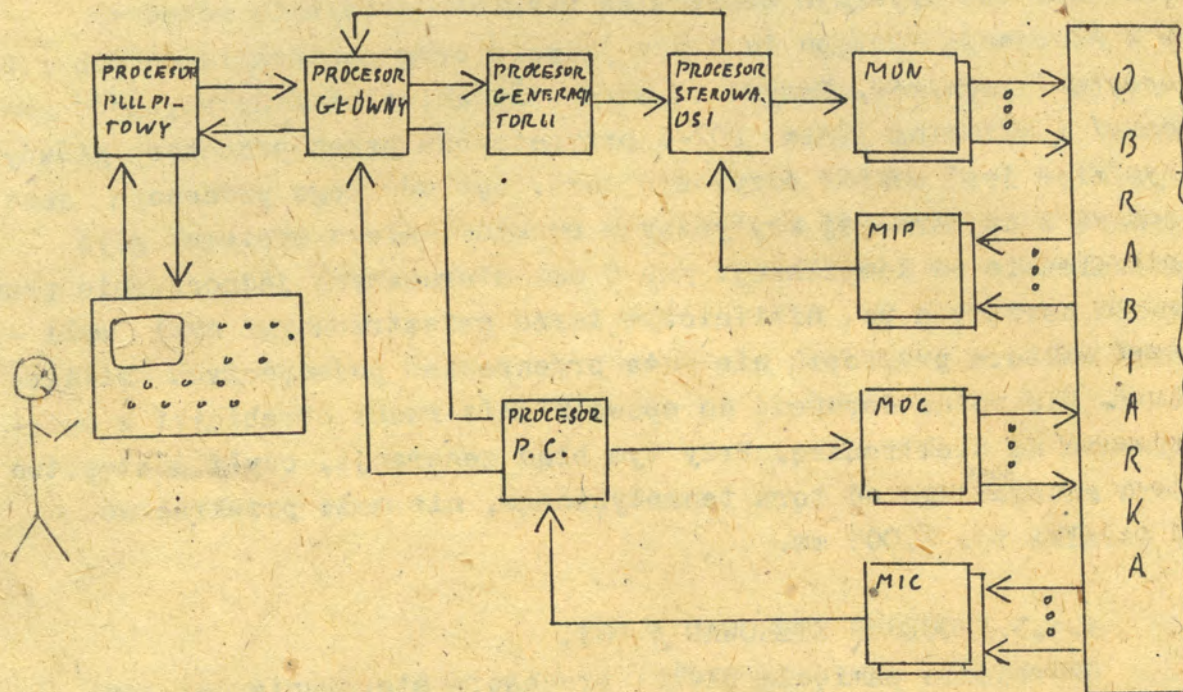 PROCESOR
PULPI-
TOWY
PROCESOR
GŁÓWNY
PROCESOR
GENERACJI
TORU
PROCESOR
STEROWA.
OSI
MON
MIP
PROCESOR
P.C.
MOC
MIC
O
B
R
A
B
I
A
R
K
A